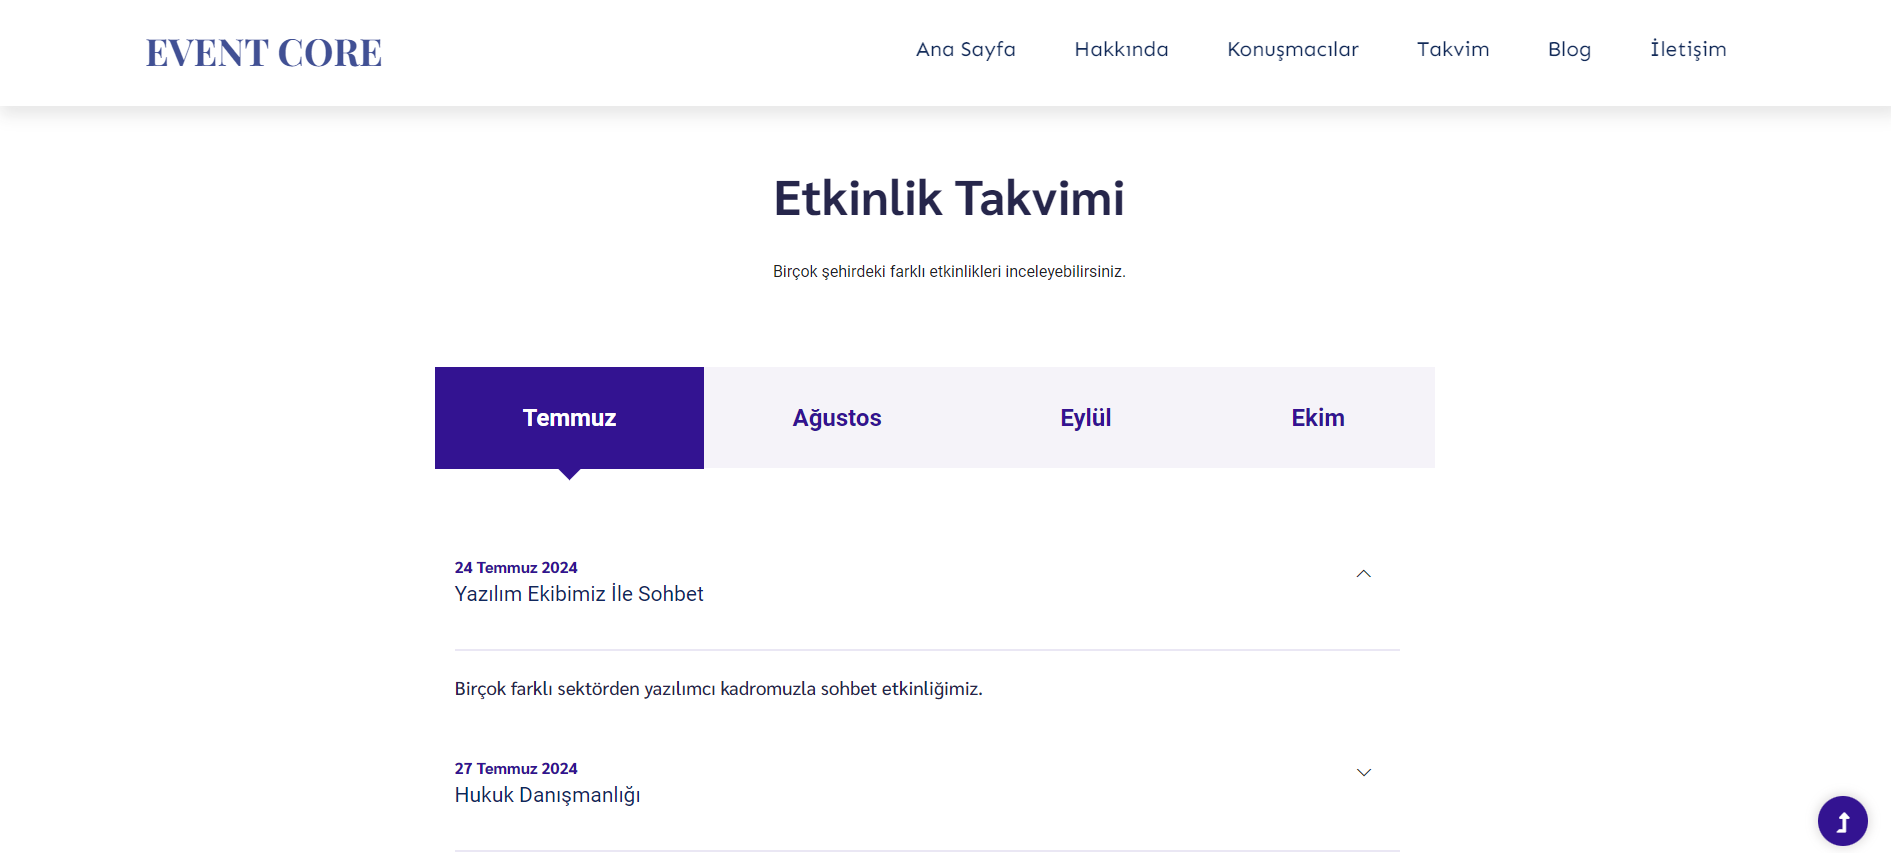 EVENT CORE
Ana Sayfa Hakkında Konuşmacılar Takvim Blog İletişim
Etkinlik Takvimi
Birçok şehirdeki farklı etkinlikleri inceleyebilirsiniz.
Temmuz Ağustos Eylül Ekim
24 Temmuz 2024
Yazılım Ekibimiz İle Sohbet
Birçok farklı sektörden yazılımcı kadromuzla sohbet etkinliğimiz.
27 Temmuz 2024
Hukuk Danışmanlığı